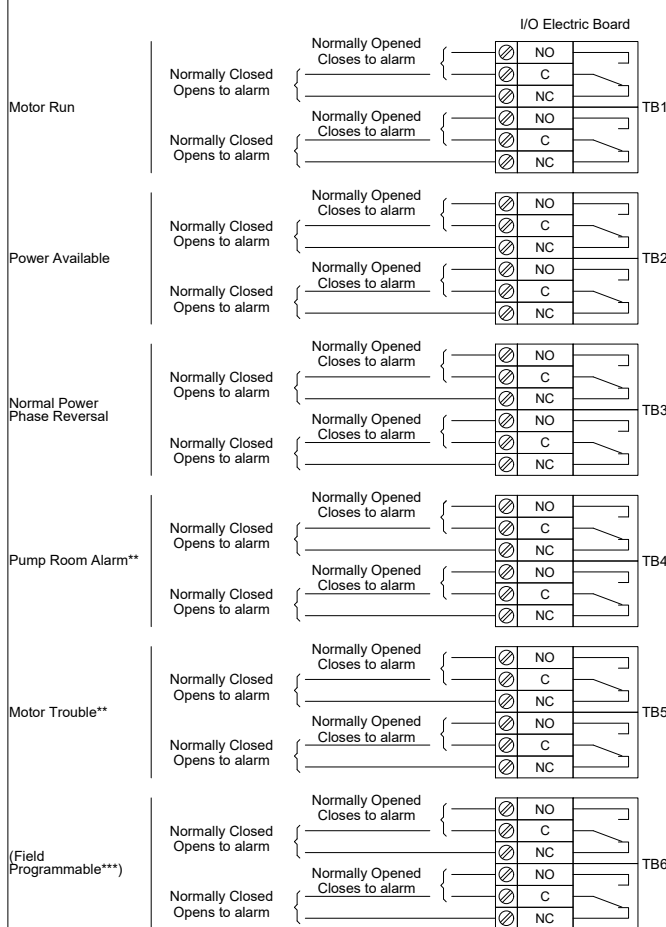 I/O Electric Board
Motor Run
Normally Opened
Closes to alarm
Normally Closed
Opens to alarm
Normally Opened
Closes to alarm
Normally Closed
Opens to alarm
NO
C
NC
NO
C
NC
TB1
Power Available
Normally Opened
Closes to alarm
Normally Closed
Opens to alarm
Normally Opened
Closes to alarm
Normally Closed
Opens to alarm
NO
C
NC
NO
C
NC
TB2
Normal Power
Phase Reversal
Normally Opened
Closes to alarm
Normally Closed
Opens to alarm
Normally Opened
Closes to alarm
Normally Closed
Opens to alarm
NO
C
NC
NO
C
NC
TB3
Pump Room Alarm**
Normally Opened
Closes to alarm
Normally Closed
Opens to alarm
Normally Opened
Closes to alarm
Normally Closed
Opens to alarm
NO
C
NC
NO
C
NC
TB4
Motor Trouble**
Normally Opened
Closes to alarm
Normally Closed
Opens to alarm
Normally Opened
Closes to alarm
Normally Closed
Opens to alarm
NO
C
NC
NO
C
NC
TB5
(Field
Programmable***)
Normally Opened
Closes to alarm
Normally Closed
Opens to alarm
Normally Opened
Closes to alarm
Normally Closed
Opens to alarm
NO
C
NC
NO
C
NC
TB6